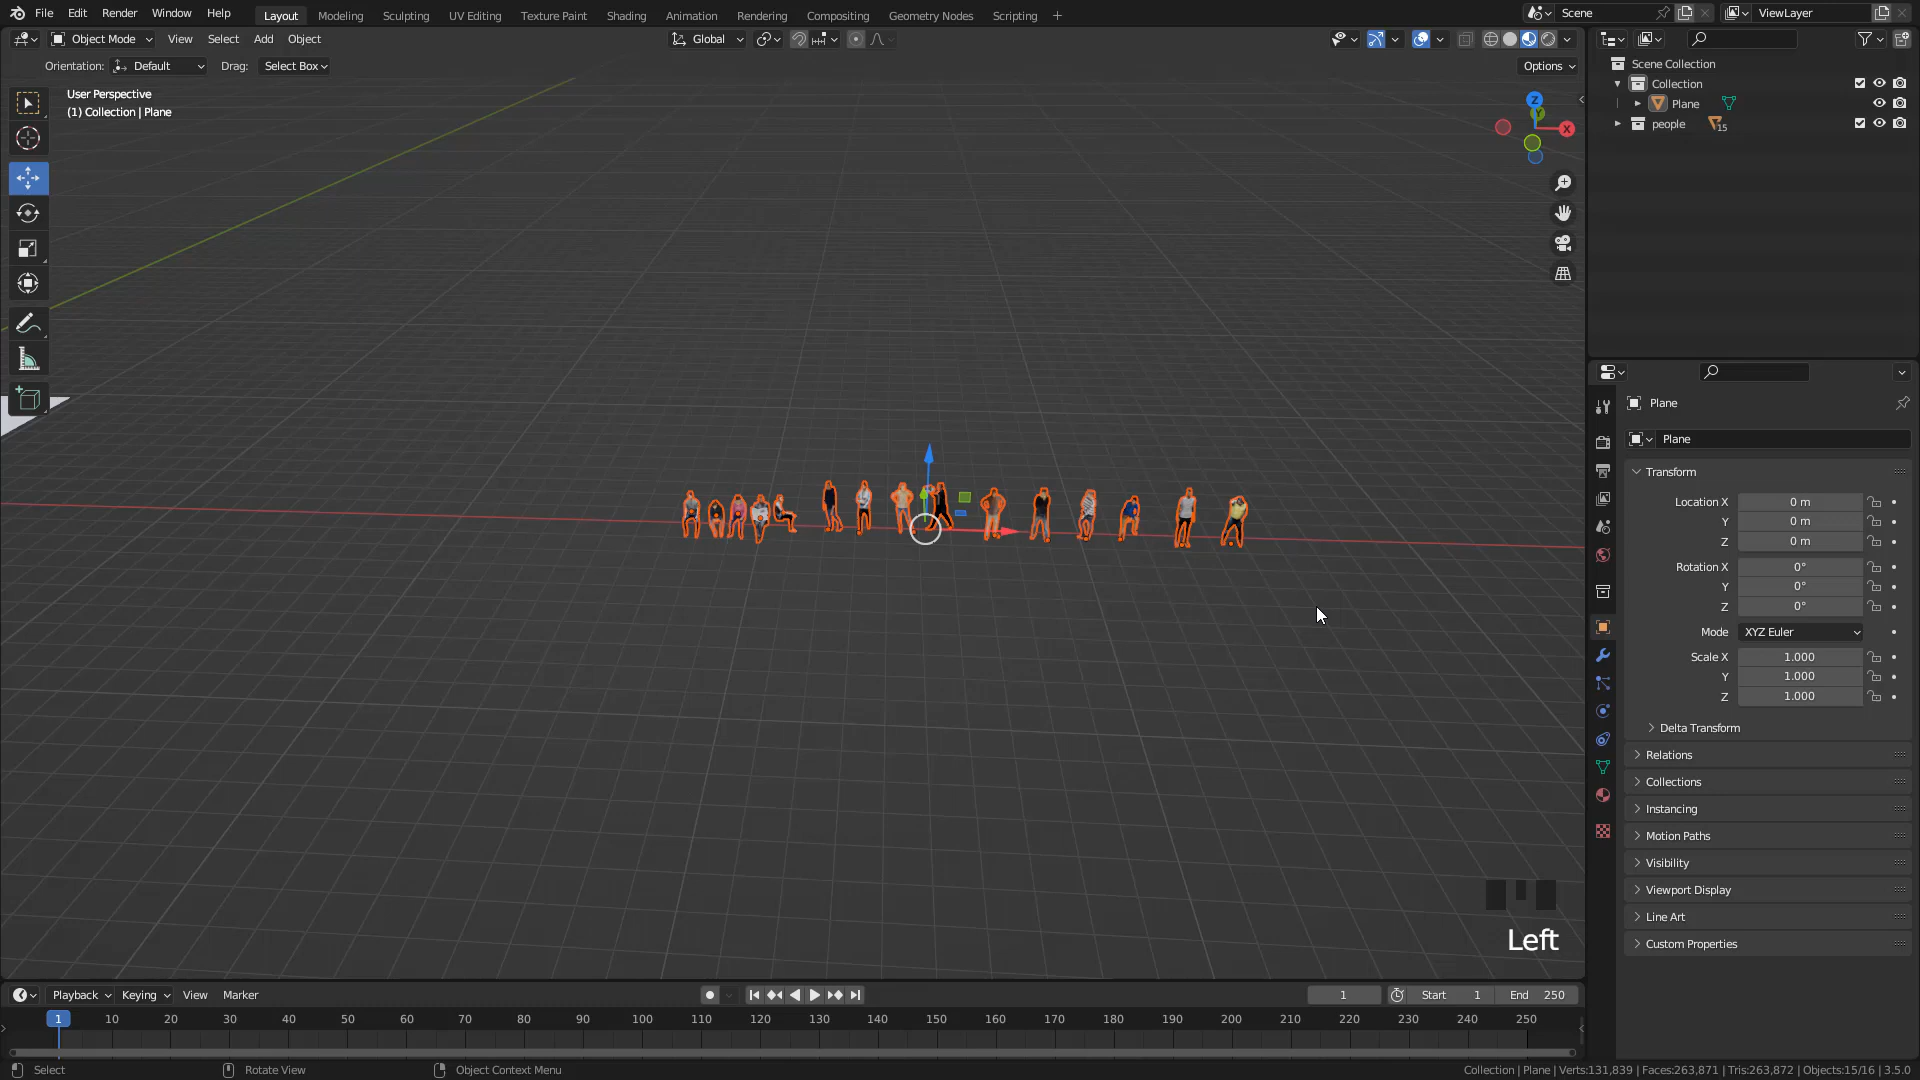 File Edit Render Window Help Layout Modeling Sculpting UV Editing Texture Paint Shading Animation Rendering Compositing Geometry Nodes Scripting + Scene ViewLayer
Object Mode View Select Add Object Global
Orientation: Default Drag: Select Box Options
User Perspective
(1) Collection | Plane
Z
Y
X
Scene Collection
Collection
Plane
people 15
Plane
Plane
Transform
Location X 0 m
Y 0 m
Z 0 m
Rotation X 0°
Y 0°
Z 0°
Mode XYZ Euler
Scale X 1.000
Y 1.000
Z 1.000
Delta Transform
Relations
Collections
Instancing
Motion Paths
Visibility
Viewport Display
Line Art
Custom Properties
Left
Playback Keying View Marker 1 Start 1 End 250
1 10 20 30 40 50 60 70 80 90 100 110 120 130 140 150 160 170 180 190 200 210 220 230 240 250
Select Rotate View Object Context Menu Collection | Plane | Verts:131,839 | Faces:263,871 | Tris:263,872 | Objects:15/16 | 3.5.0